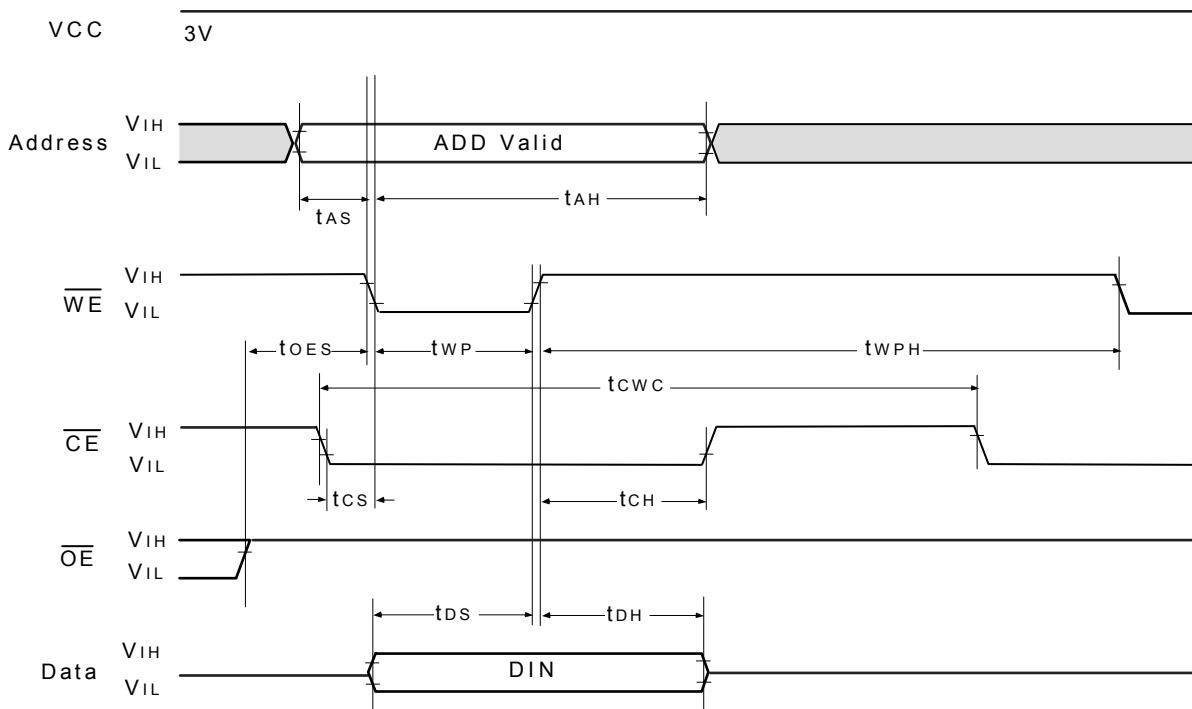 VCC
3V
Address
VIH
VIL
ADD Valid
tAS
tAH
WE
VIH
VIL
tOES
tWP
tWPH
tCWC
CE
VIH
VIL
tCS
tCH
OE
VIH
VIL
tDS
tDH
Data
VIH
VIL
DIN